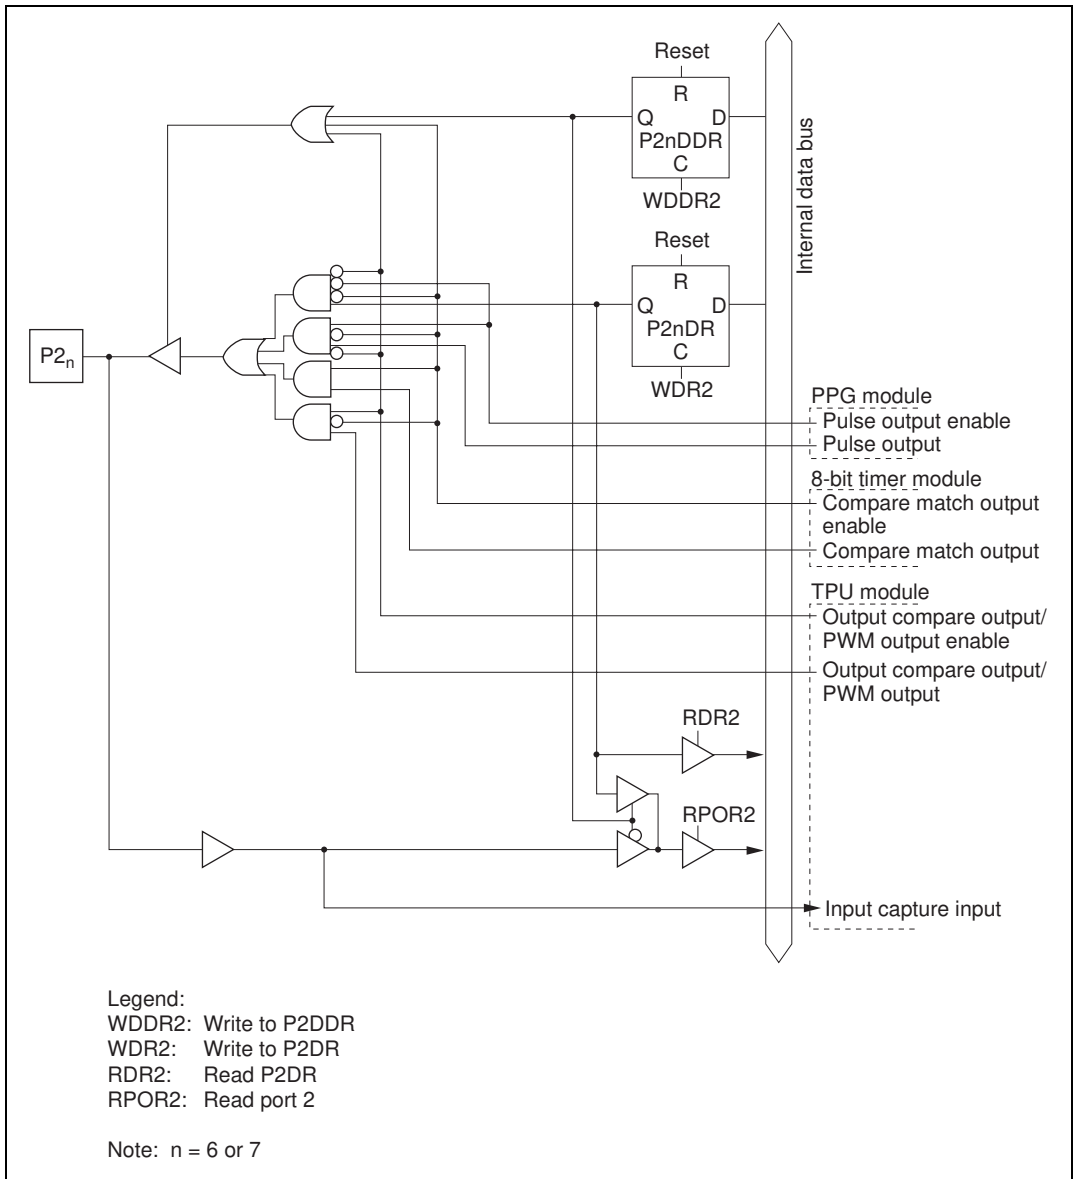 Reset
R
Q D
P2nDDR
C
WDDR2
Internal data bus
Reset
R
Q D
P2nDR
C
WDR2
P2n
PPG module
Pulse output enable
Pulse output
8-bit timer module
Compare match output
enable
Compare match output
TPU module
Output compare output/
PWM output enable
Output compare output/
PWM output
RDR2
RPOR2
Input capture input
Legend:
WDDR2: Write to P2DDR
WDR2: Write to P2DR
RDR2: Read P2DR
RPOR2: Read port 2
Note: n = 6 or 7